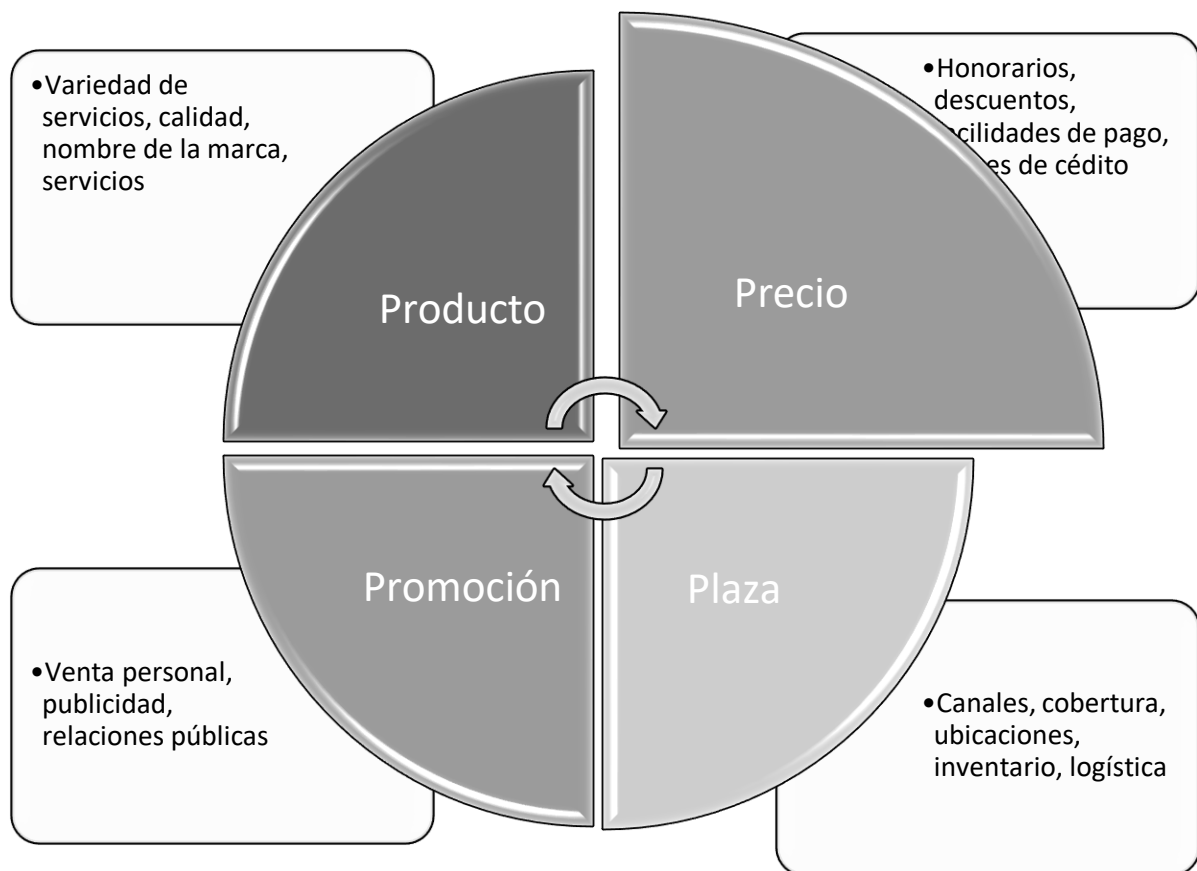 •Variedad de
servicios, calidad,
nombre de la marca,
servicios
•Honorarios,
descuentos,
de pago,
de cédito
Producto
Precio
Promoción
Plaza
•Venta personal,
publicidad,
relaciones públicas
•Canales, cobertura,
ubicaciones,
inventario, logística